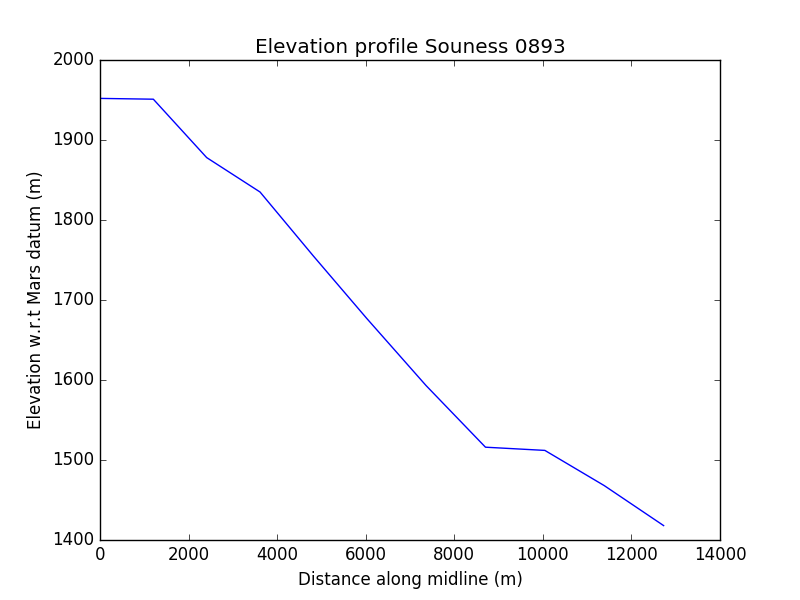 Elevation profile Souness 0893
2000
1900
1800
1700
1600
1500
1400
Elevation w.r.t Mars datum (m)
0 2000 4000 6000 8000 10000 12000 14000
Distance along midline (m)